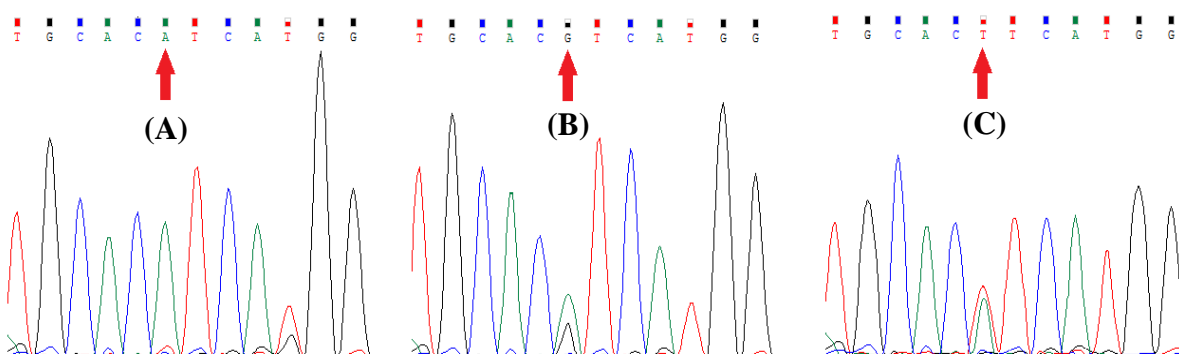 T G C A C A T C A T G G
(A)
T G C A C G T C A T G G
(B)
T G C A C T T C A T G G
(C)